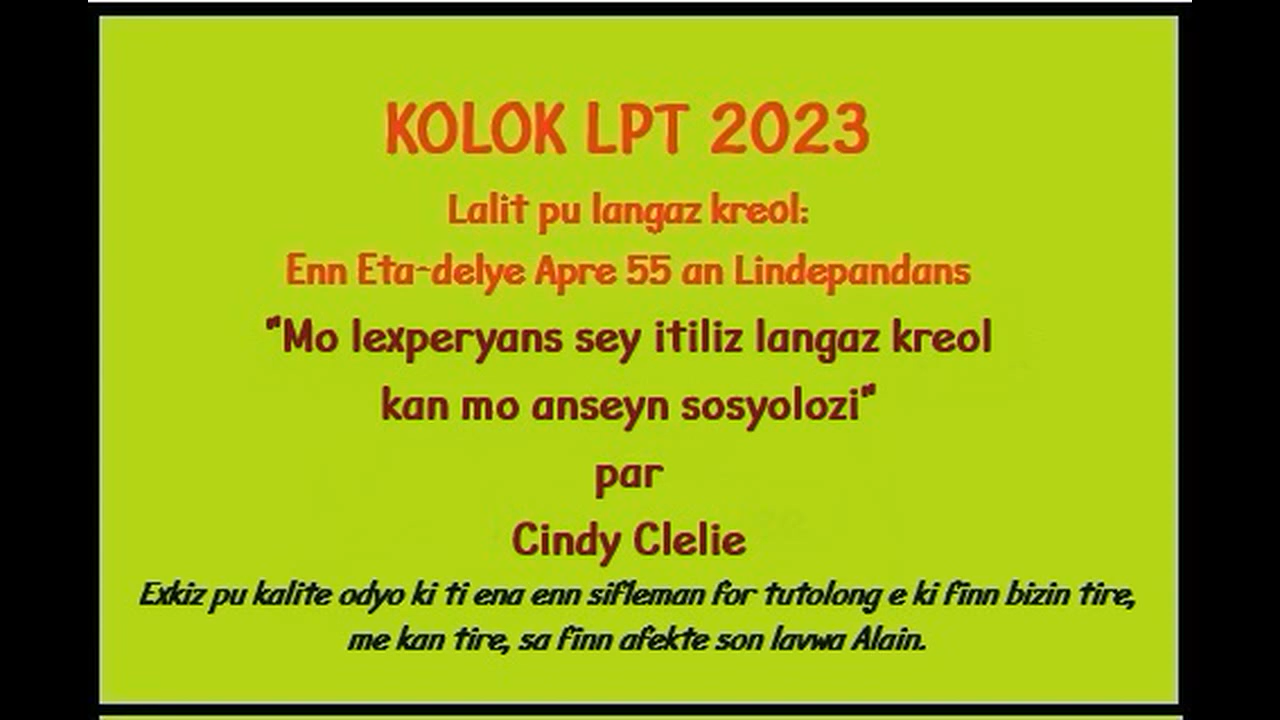 KOLOK LPT 2023
Lalit pu langaz kreol:
Enn Eta-delye Apre 55 an Lindepandans
"Mo lexperyans sey itiliz langaz kreol
kan mo anseyn sosyolozi"
par
Cindy Clelie
Exkiz pu kalite odyo ki ti ena enn sifleman for tutolong e ki finn bizin tire,
me kan tire, sa finn afekte son lavwa Alain.